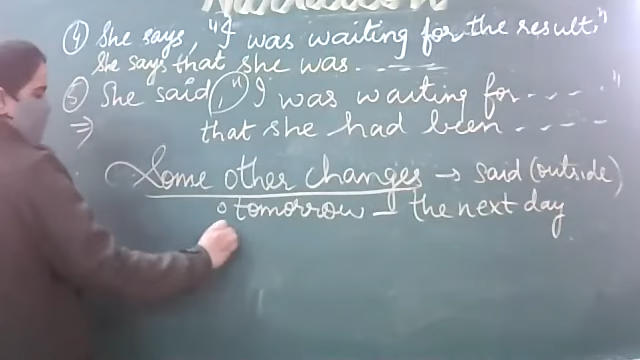 Narration
(4) She says, "I was waiting for the result."
She says that she was. - - - -
(5) She said, "I was waiting for - - - - "
⇒ that she had been - - - -
Some other changes → said (outside)
o tomorrow - the next day